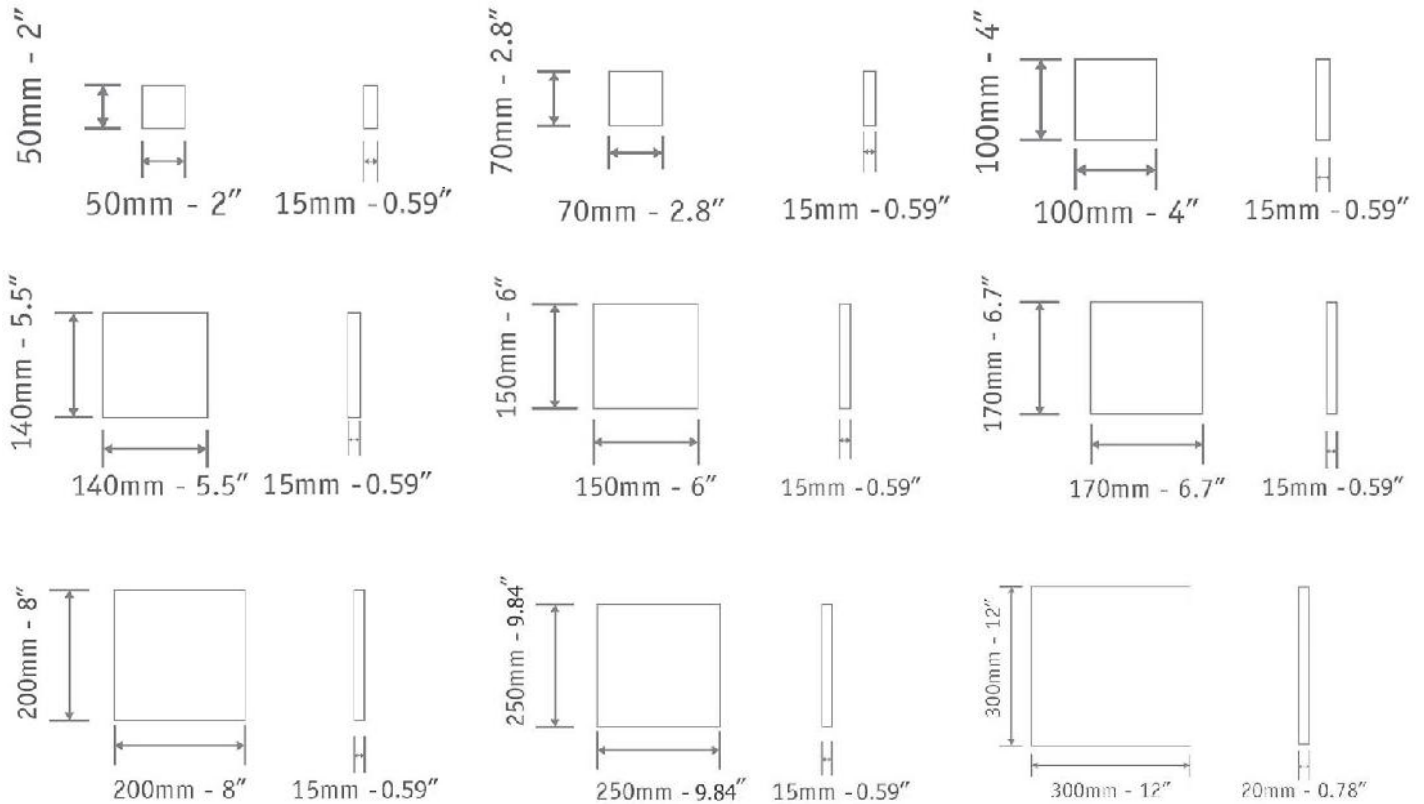 50mm - 2”
50mm - 2”
15mm - 0.59”
70mm - 2.8”
70mm - 2.8”
15mm - 0.59”
100mm - 4”
100mm - 4”
15mm - 0.59”
140mm - 5.5”
140mm - 5.5”
15mm - 0.59”
150mm - 6”
150mm - 6”
15mm - 0.59”
170mm - 6.7”
170mm - 6.7”
15mm - 0.59”
200mm - 8”
200mm - 8”
15mm - 0.59”
250mm - 9.84”
250mm - 9.84”
15mm - 0.59”
300mm - 12”
300mm - 12”
20mm - 0.78”